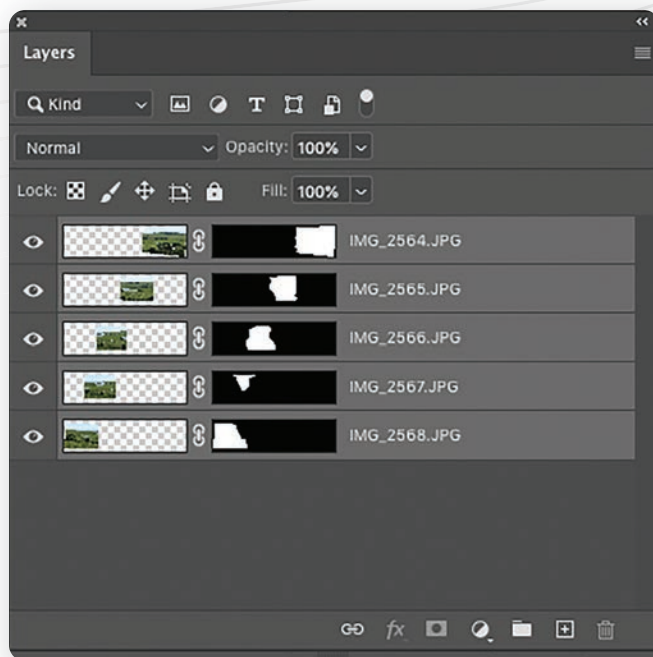 Layers
Kind
Normal Opacity: 100%
Lock: Fill: 100%
IMG_2564.JPG
IMG_2565.JPG
IMG_2566.JPG
IMG_2567.JPG
IMG_2568.JPG
fx